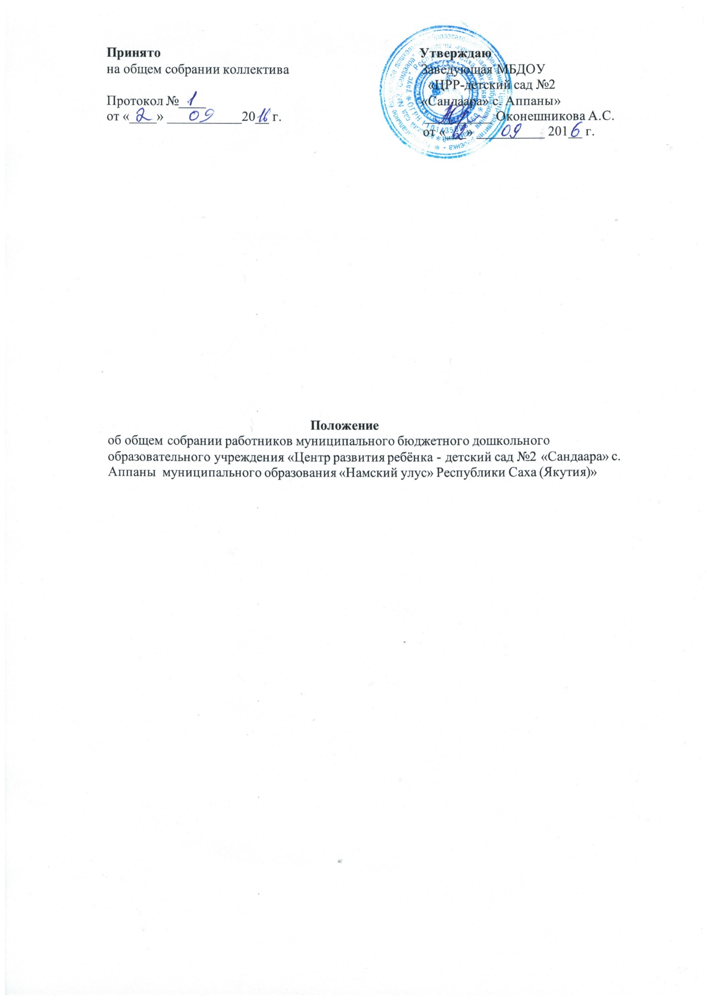 Принято
на общем собрании коллектива
Протокол № 1
от «2» 09 2016 г.
Утверждаю
Заведующая МБДОУ
«ЦРР-детский сад №2
«Сандаара» с. Аппаны»
Оконешникова А.С.
от «2» 09 2016 г.
Положение
об общем собрании работников муниципального бюджетного дошкольного
образовательного учреждения «Центр развития ребёнка - детский сад №2 «Сандаара» с.
Аппаны муниципального образования «Намский улус» Республики Саха (Якутия)»